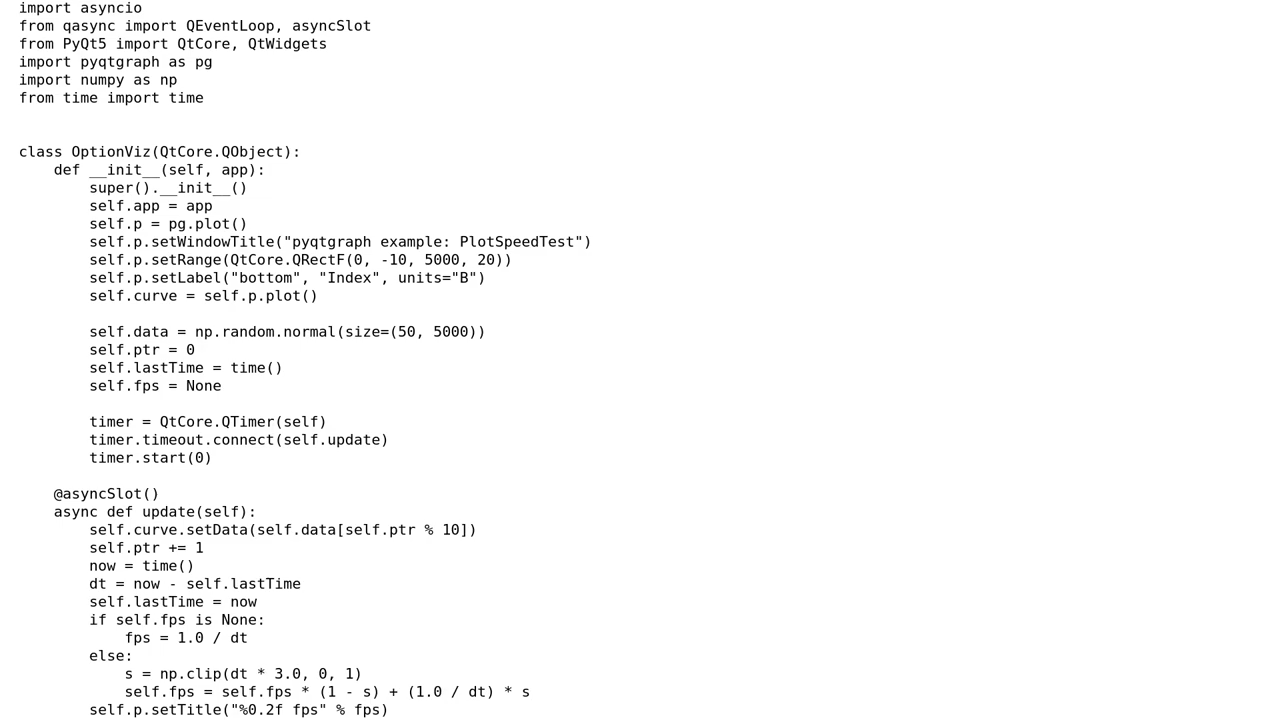 import asyncio
from qasync import QEventLoop, asyncSlot
from PyQt5 import QtCore, QtWidgets
import pyqtgraph as pg
import numpy as np
from time import time


class OptionViz(QtCore.QObject):
    def __init__(self, app):
        super().__init__()
        self.app = app
        self.p = pg.plot()
        self.p.setWindowTitle("pyqtgraph example: PlotSpeedTest")
        self.p.setRange(QtCore.QRectF(0, -10, 5000, 20))
        self.p.setLabel("bottom", "Index", units="B")
        self.curve = self.p.plot()

        self.data = np.random.normal(size=(50, 5000))
        self.ptr = 0
        self.lastTime = time()
        self.fps = None

        timer = QtCore.QTimer(self)
        timer.timeout.connect(self.update)
        timer.start(0)

    @asyncSlot()
    async def update(self):
        self.curve.setData(self.data[self.ptr % 10])
        self.ptr += 1
        now = time()
        dt = now - self.lastTime
        self.lastTime = now
        if self.fps is None:
            fps = 1.0 / dt
        else:
            s = np.clip(dt * 3.0, 0, 1)
            self.fps = self.fps * (1 - s) + (1.0 / dt) * s
        self.p.setTitle("%0.2f fps" % fps)